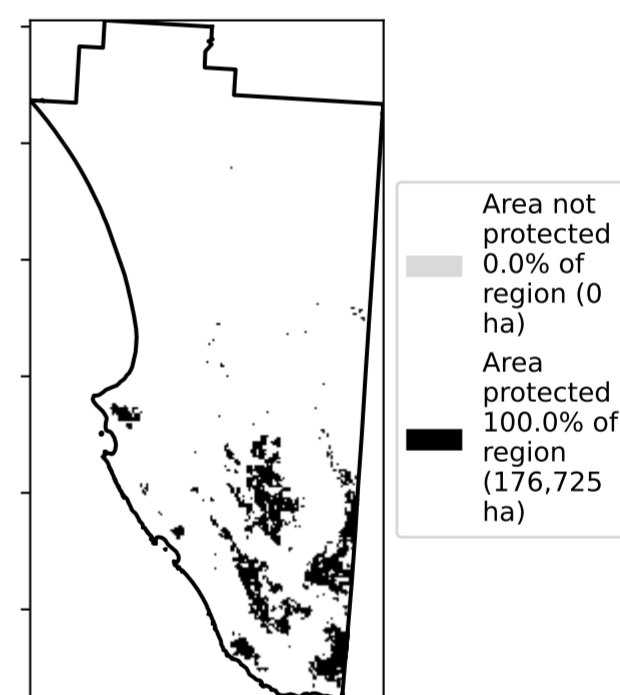 Area not
protected
0.0% of
region (0
ha)
Area
protected
100.0% of
region
(176,725
ha)